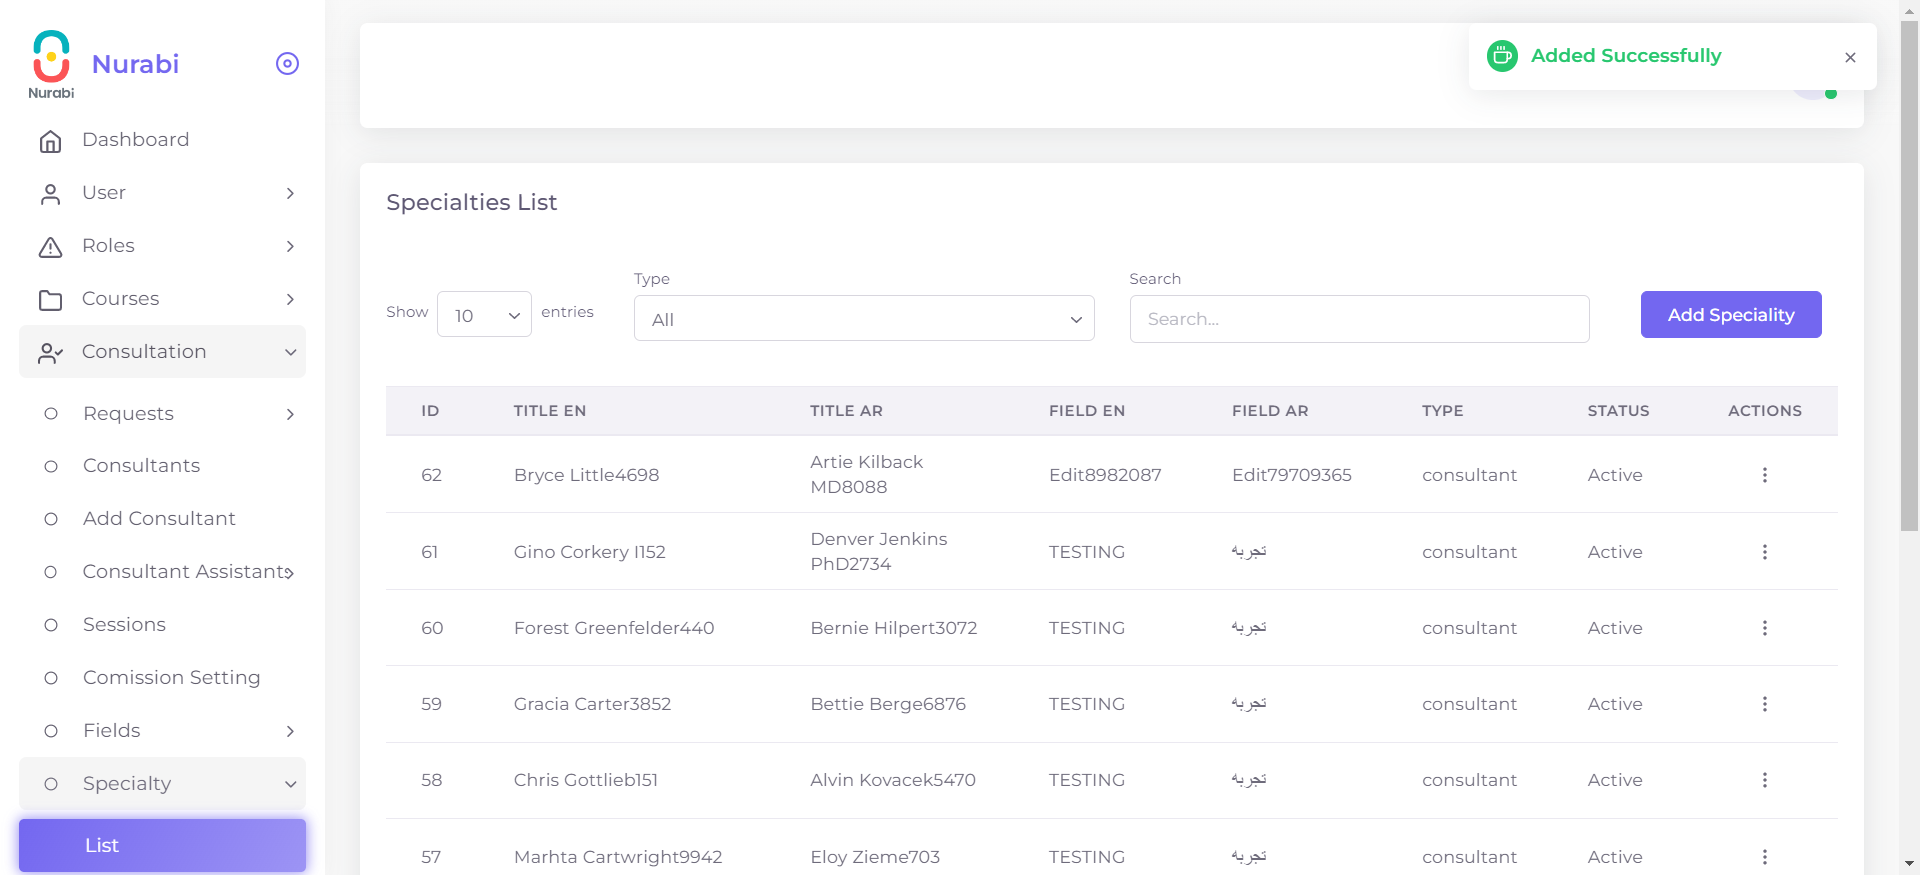 Nurabi
Nurabi
Dashboard
User
Roles
Courses
Consultation
Requests
Consultants
Add Consultant
Consultant Assistants
Sessions
Comission Setting
Fields
Specialty
List
Added Successfully
Specialties List
Show 10 entries
Type
All
Search
Search...
Add Speciality
ID TITLE EN TITLE AR FIELD EN FIELD AR TYPE STATUS ACTIONS
62 Bryce Little4698 Artie Kilback MD8088 Edit8982087 Edit79709365 consultant Active
61 Gino Corkery I152 Denver Jenkins PhD2734 TESTING تجربه consultant Active
60 Forest Greenfelder440 Bernie Hilpert3072 TESTING تجربه consultant Active
59 Gracia Carter3852 Bettie Berge6876 TESTING تجربه consultant Active
58 Chris Gottlieb151 Alvin Kovacek5470 TESTING تجربه consultant Active
57 Marhta Cartwright9942 Eloy Zieme703 TESTING تجربه consultant Active